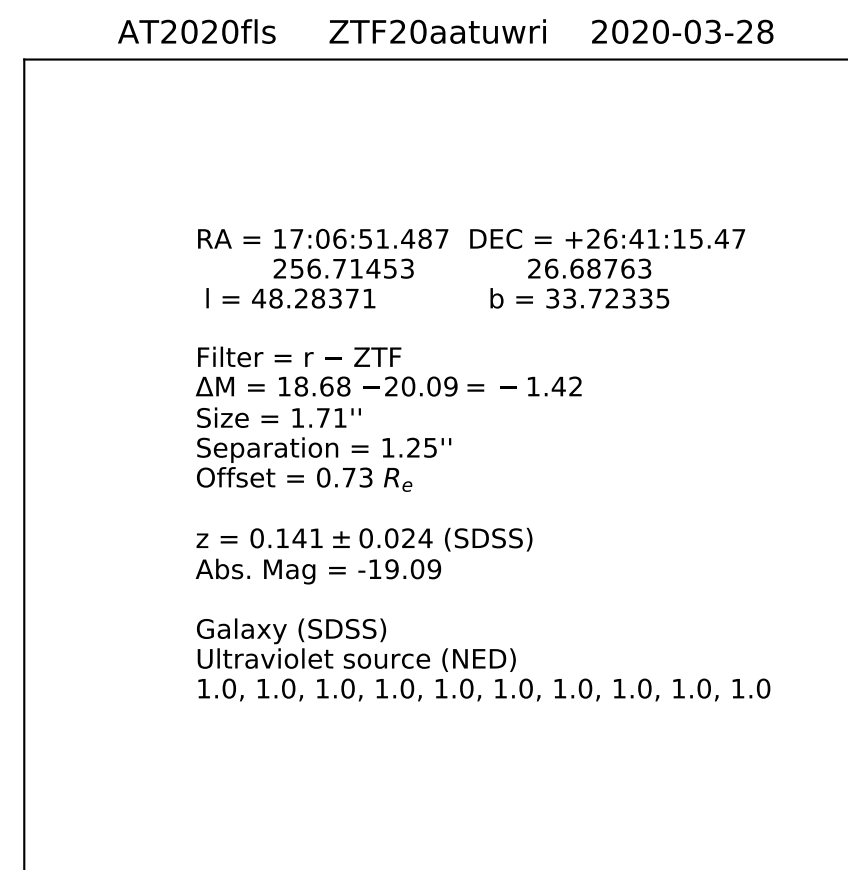 AT2020fls ZTF20aatuwri 2020-03-28
RA = 17:06:51.487 DEC = +26:41:15.47
256.71453 26.68763
l = 48.28371 b = 33.72335
Filter = r − ZTF
ΔM = 18.68 −20.09 = − 1.42
Size = 1.71''
Separation = 1.25''
Offset = 0.73 Rₑ
z = 0.141 ± 0.024 (SDSS)
Abs. Mag = -19.09
Galaxy (SDSS)
Ultraviolet source (NED)
1.0, 1.0, 1.0, 1.0, 1.0, 1.0, 1.0, 1.0, 1.0, 1.0